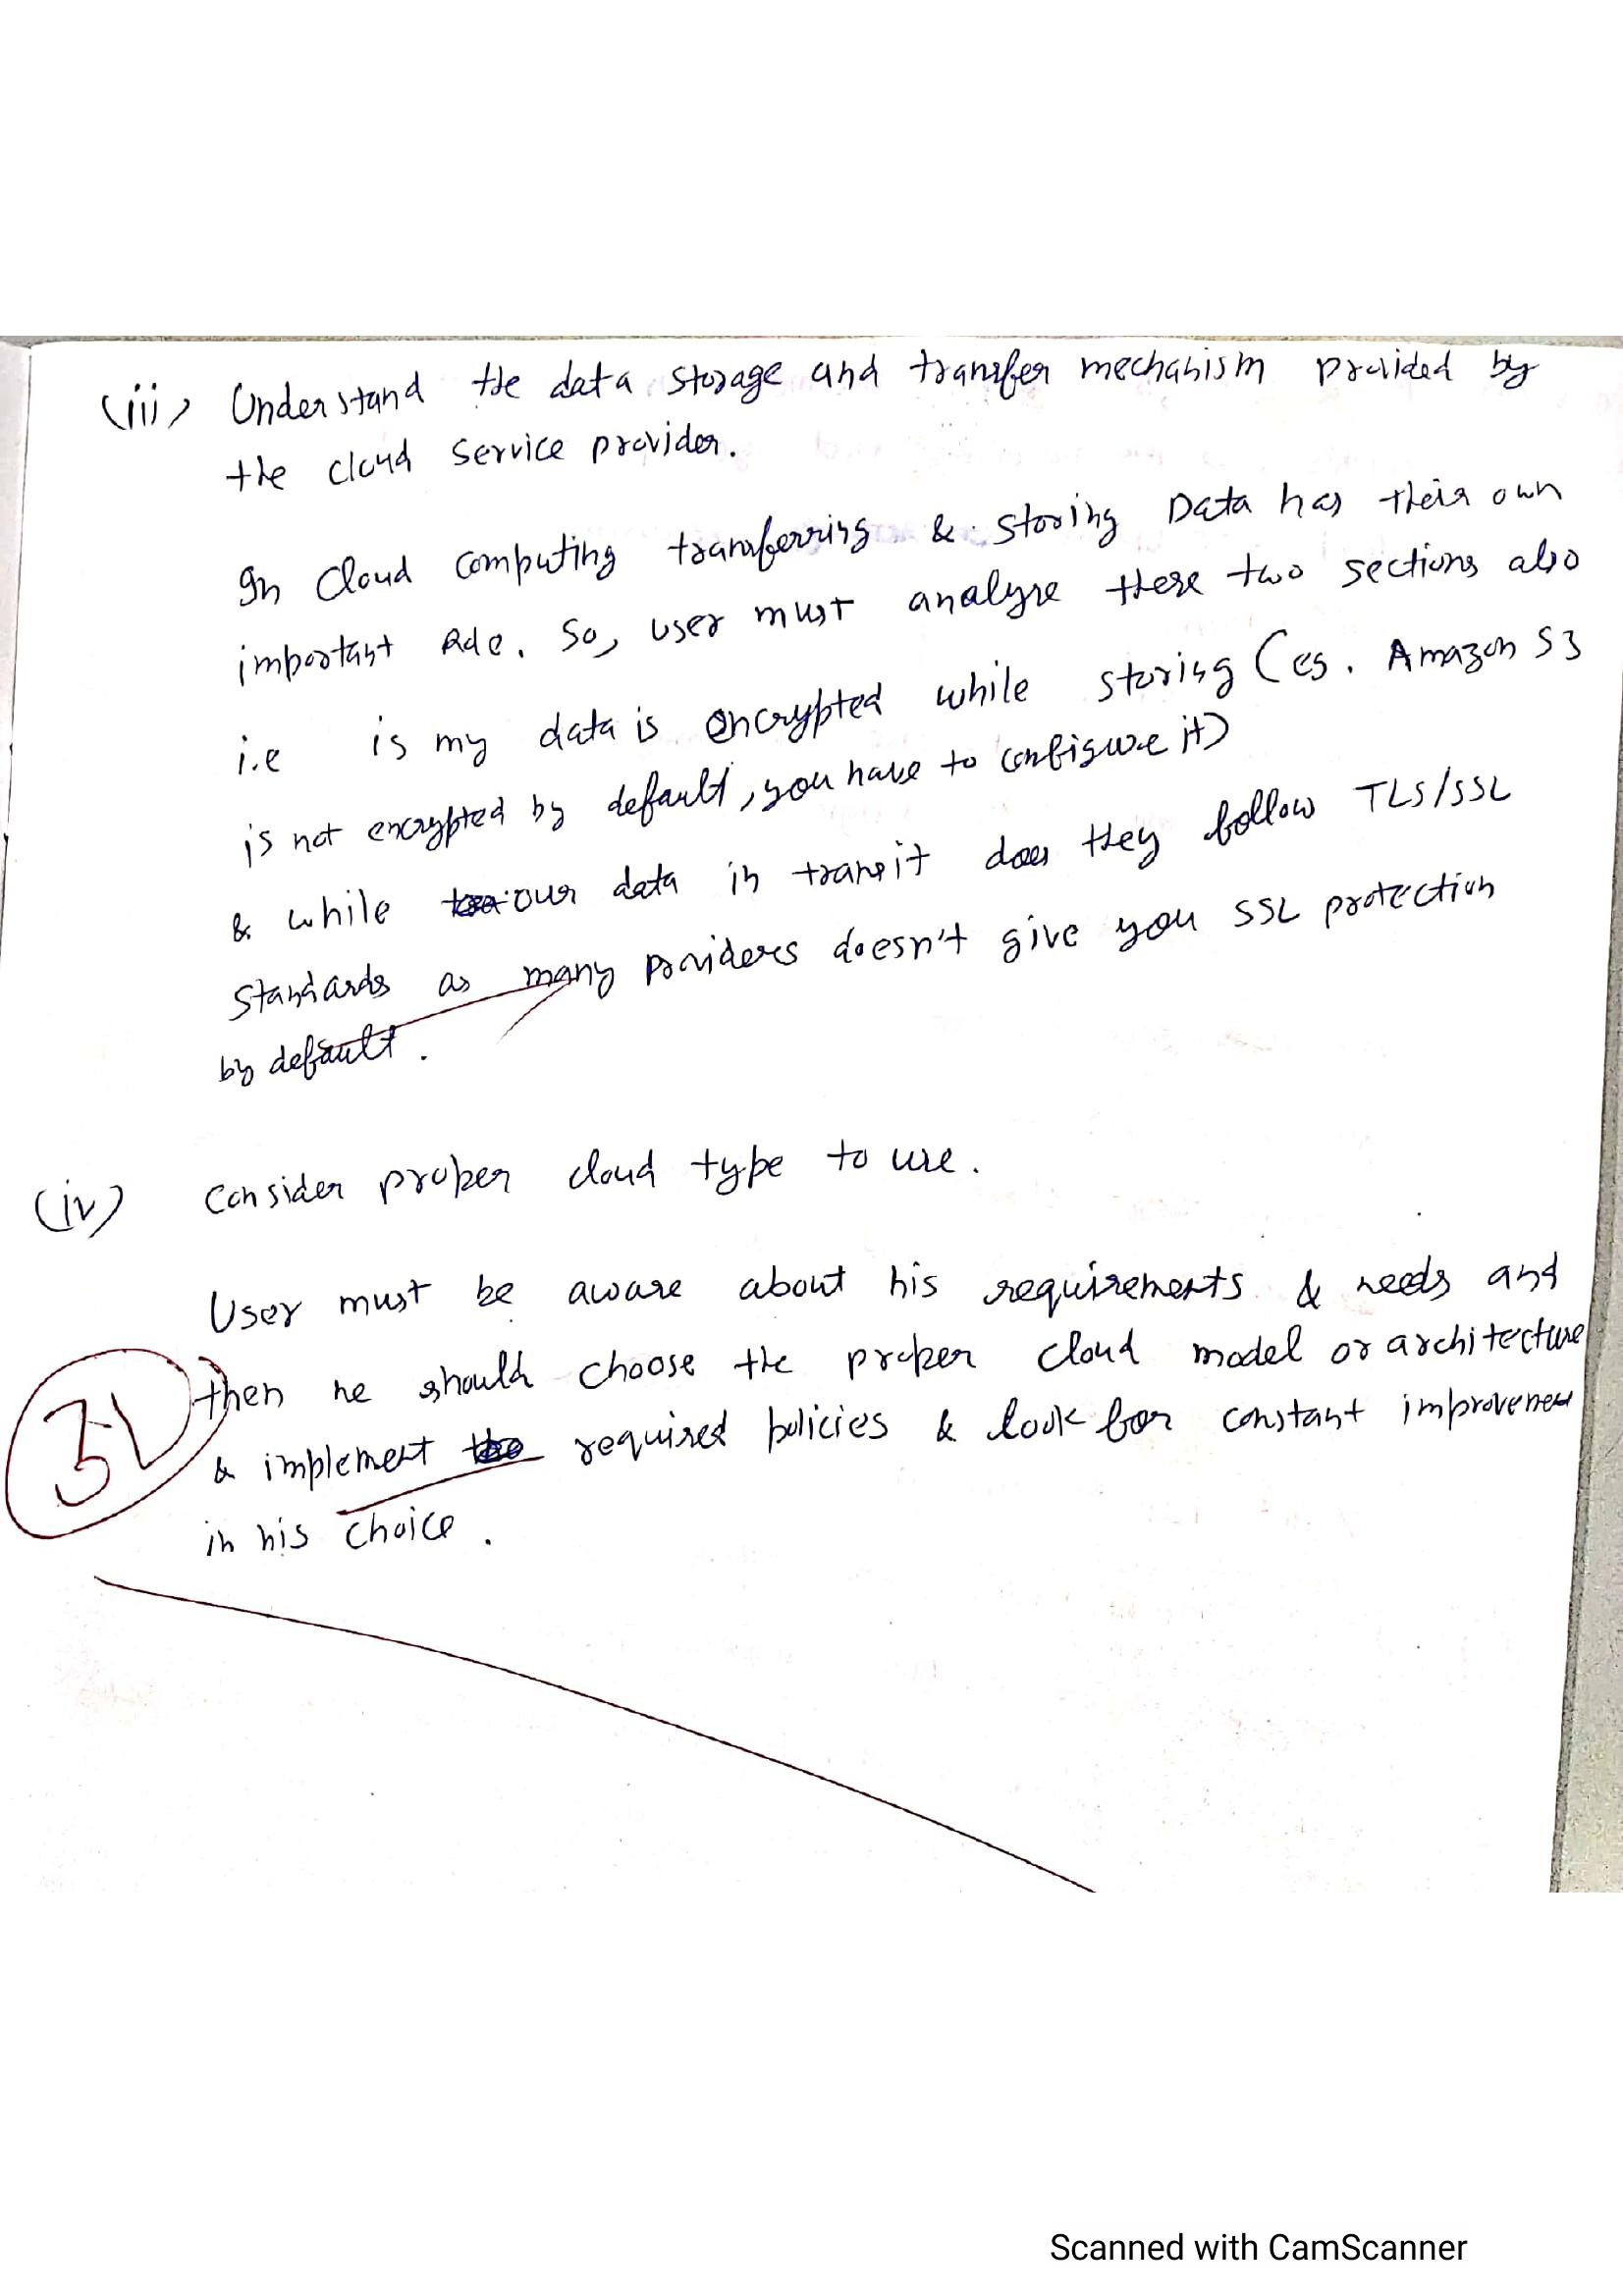 (iii) Understand the data storage and transfer mechanism provided by
the cloud service provider.
In Cloud computing transferring & storing Data has their own
important Role. So, user must analyse these two sections also
i.e is my data is encrypted while storing (eg. Amazon S3
is not encrypted by default, you have to configure it)
& while our data in transit does they follow TLS/SSL
Standards as many providers doesn't give you SSL protection
by default.
(iv) Consider proper cloud type to use.
User must be aware about his requirements & needs and
then he should choose the proper cloud model or architecture
& implement required policies & look for constant improvement
in his choice.
Scanned with CamScanner